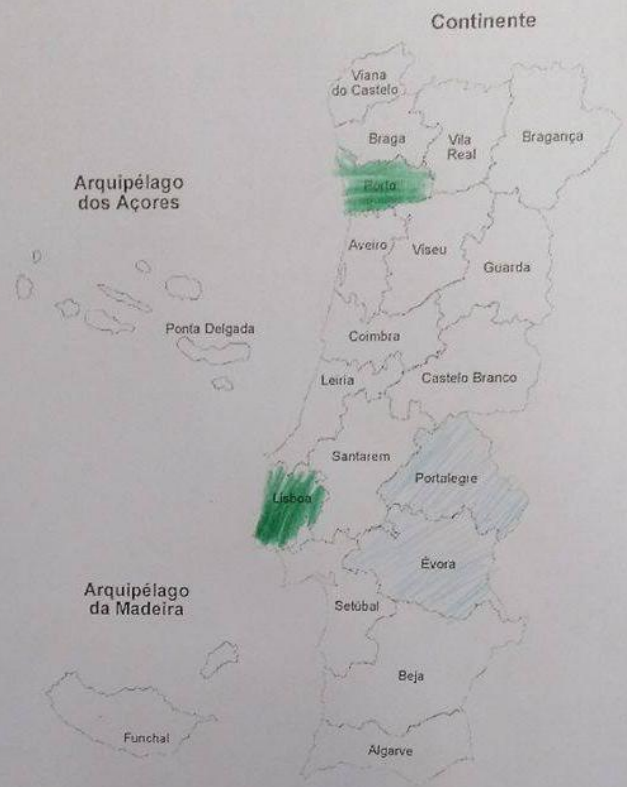 Continente
Viana
do Castelo
Braga
Vila
Real
Bragança
Porto
Arquipélago
dos Açores
Aveiro
Viseu
Guarda
Ponta Delgada
Coimbra
Leiria
Castelo Branco
Santarem
Portalegre
Lisboa
Évora
Arquipélago
da Madeira
Setúbal
Beja
Funchal
Algarve